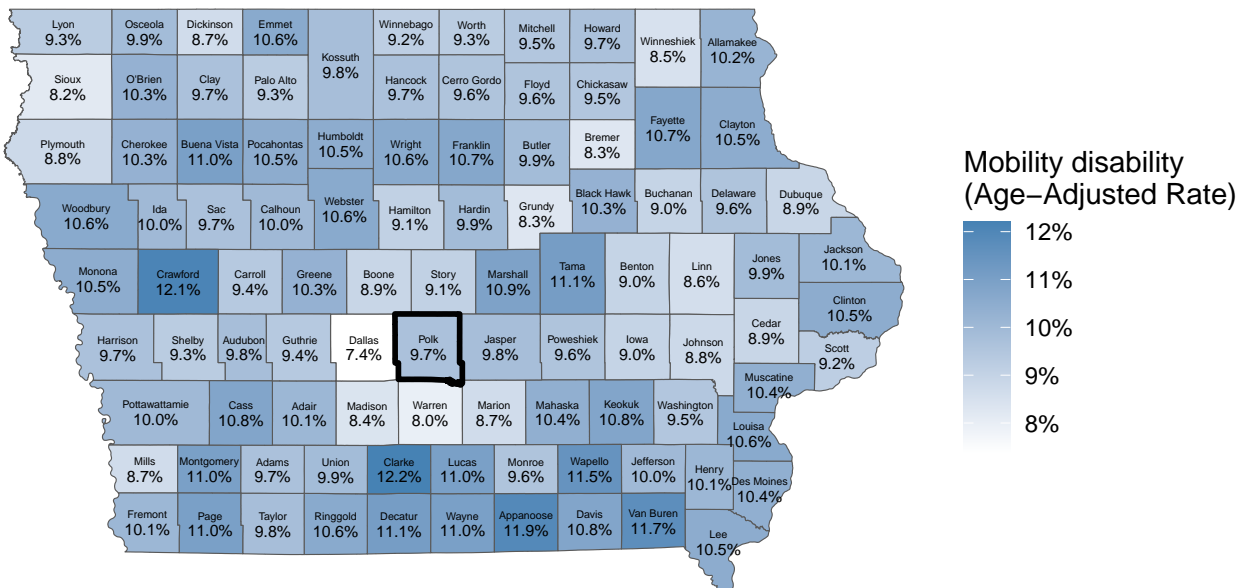 Lyon
9.3%
Osceola
9.9%
Dickinson
8.7%
Emmet
10.6%
Kossuth
9.8%
Winnebago
9.2%
Worth
9.3%
Mitchell
9.5%
Howard
9.7%
Winneshiek
8.5%
Allamakee
10.2%
Sioux
8.2%
O'Brien
10.3%
Clay
9.7%
Palo Alto
9.3%
Hancock
9.7%
Cerro Gordo
9.6%
Floyd
9.6%
Chickasaw
9.5%
Fayette
10.7%
Clayton
10.5%
Plymouth
8.8%
Cherokee
10.3%
Buena Vista
11.0%
Pocahontas
10.5%
Humboldt
10.5%
Wright
10.6%
Franklin
10.7%
Butler
9.9%
Bremer
8.3%
Woodbury
10.6%
Ida
10.0%
Sac
9.7%
Calhoun
10.0%
Webster
10.6%
Hamilton
9.1%
Hardin
9.9%
Grundy
8.3%
Black Hawk
10.3%
Buchanan
9.0%
Delaware
9.6%
Dubuque
8.9%
Monona
10.5%
Crawford
12.1%
Carroll
9.4%
Greene
10.3%
Boone
8.9%
Story
9.1%
Marshall
10.9%
Tama
11.1%
Benton
9.0%
Linn
8.6%
Jones
9.9%
Jackson
10.1%
Clinton
10.5%
Harrison
9.7%
Shelby
9.3%
Audubon
9.8%
Guthrie
9.4%
Dallas
7.4%
Polk
9.7%
Jasper
9.8%
Poweshiek
9.6%
Iowa
9.0%
Johnson
8.8%
Cedar
8.9%
Scott
9.2%
Muscatine
10.4%
Pottawattamie
10.0%
Cass
10.8%
Adair
10.1%
Madison
8.4%
Warren
8.0%
Marion
8.7%
Mahaska
10.4%
Keokuk
10.8%
Washington
9.5%
Louisa
10.6%
Mills
8.7%
Montgomery
11.0%
Adams
9.7%
Union
9.9%
Clarke
12.2%
Lucas
11.0%
Monroe
9.6%
Wapello
11.5%
Jefferson
10.0%
Henry
10.1%
Des Moines
10.4%
Fremont
10.1%
Page
11.0%
Taylor
9.8%
Ringgold
10.6%
Decatur
11.1%
Wayne
11.0%
Appanoose
11.9%
Davis
10.8%
Van Buren
11.7%
Lee
10.5%
Mobility disability
(Age−Adjusted Rate)
12%
11%
10%
9%
8%